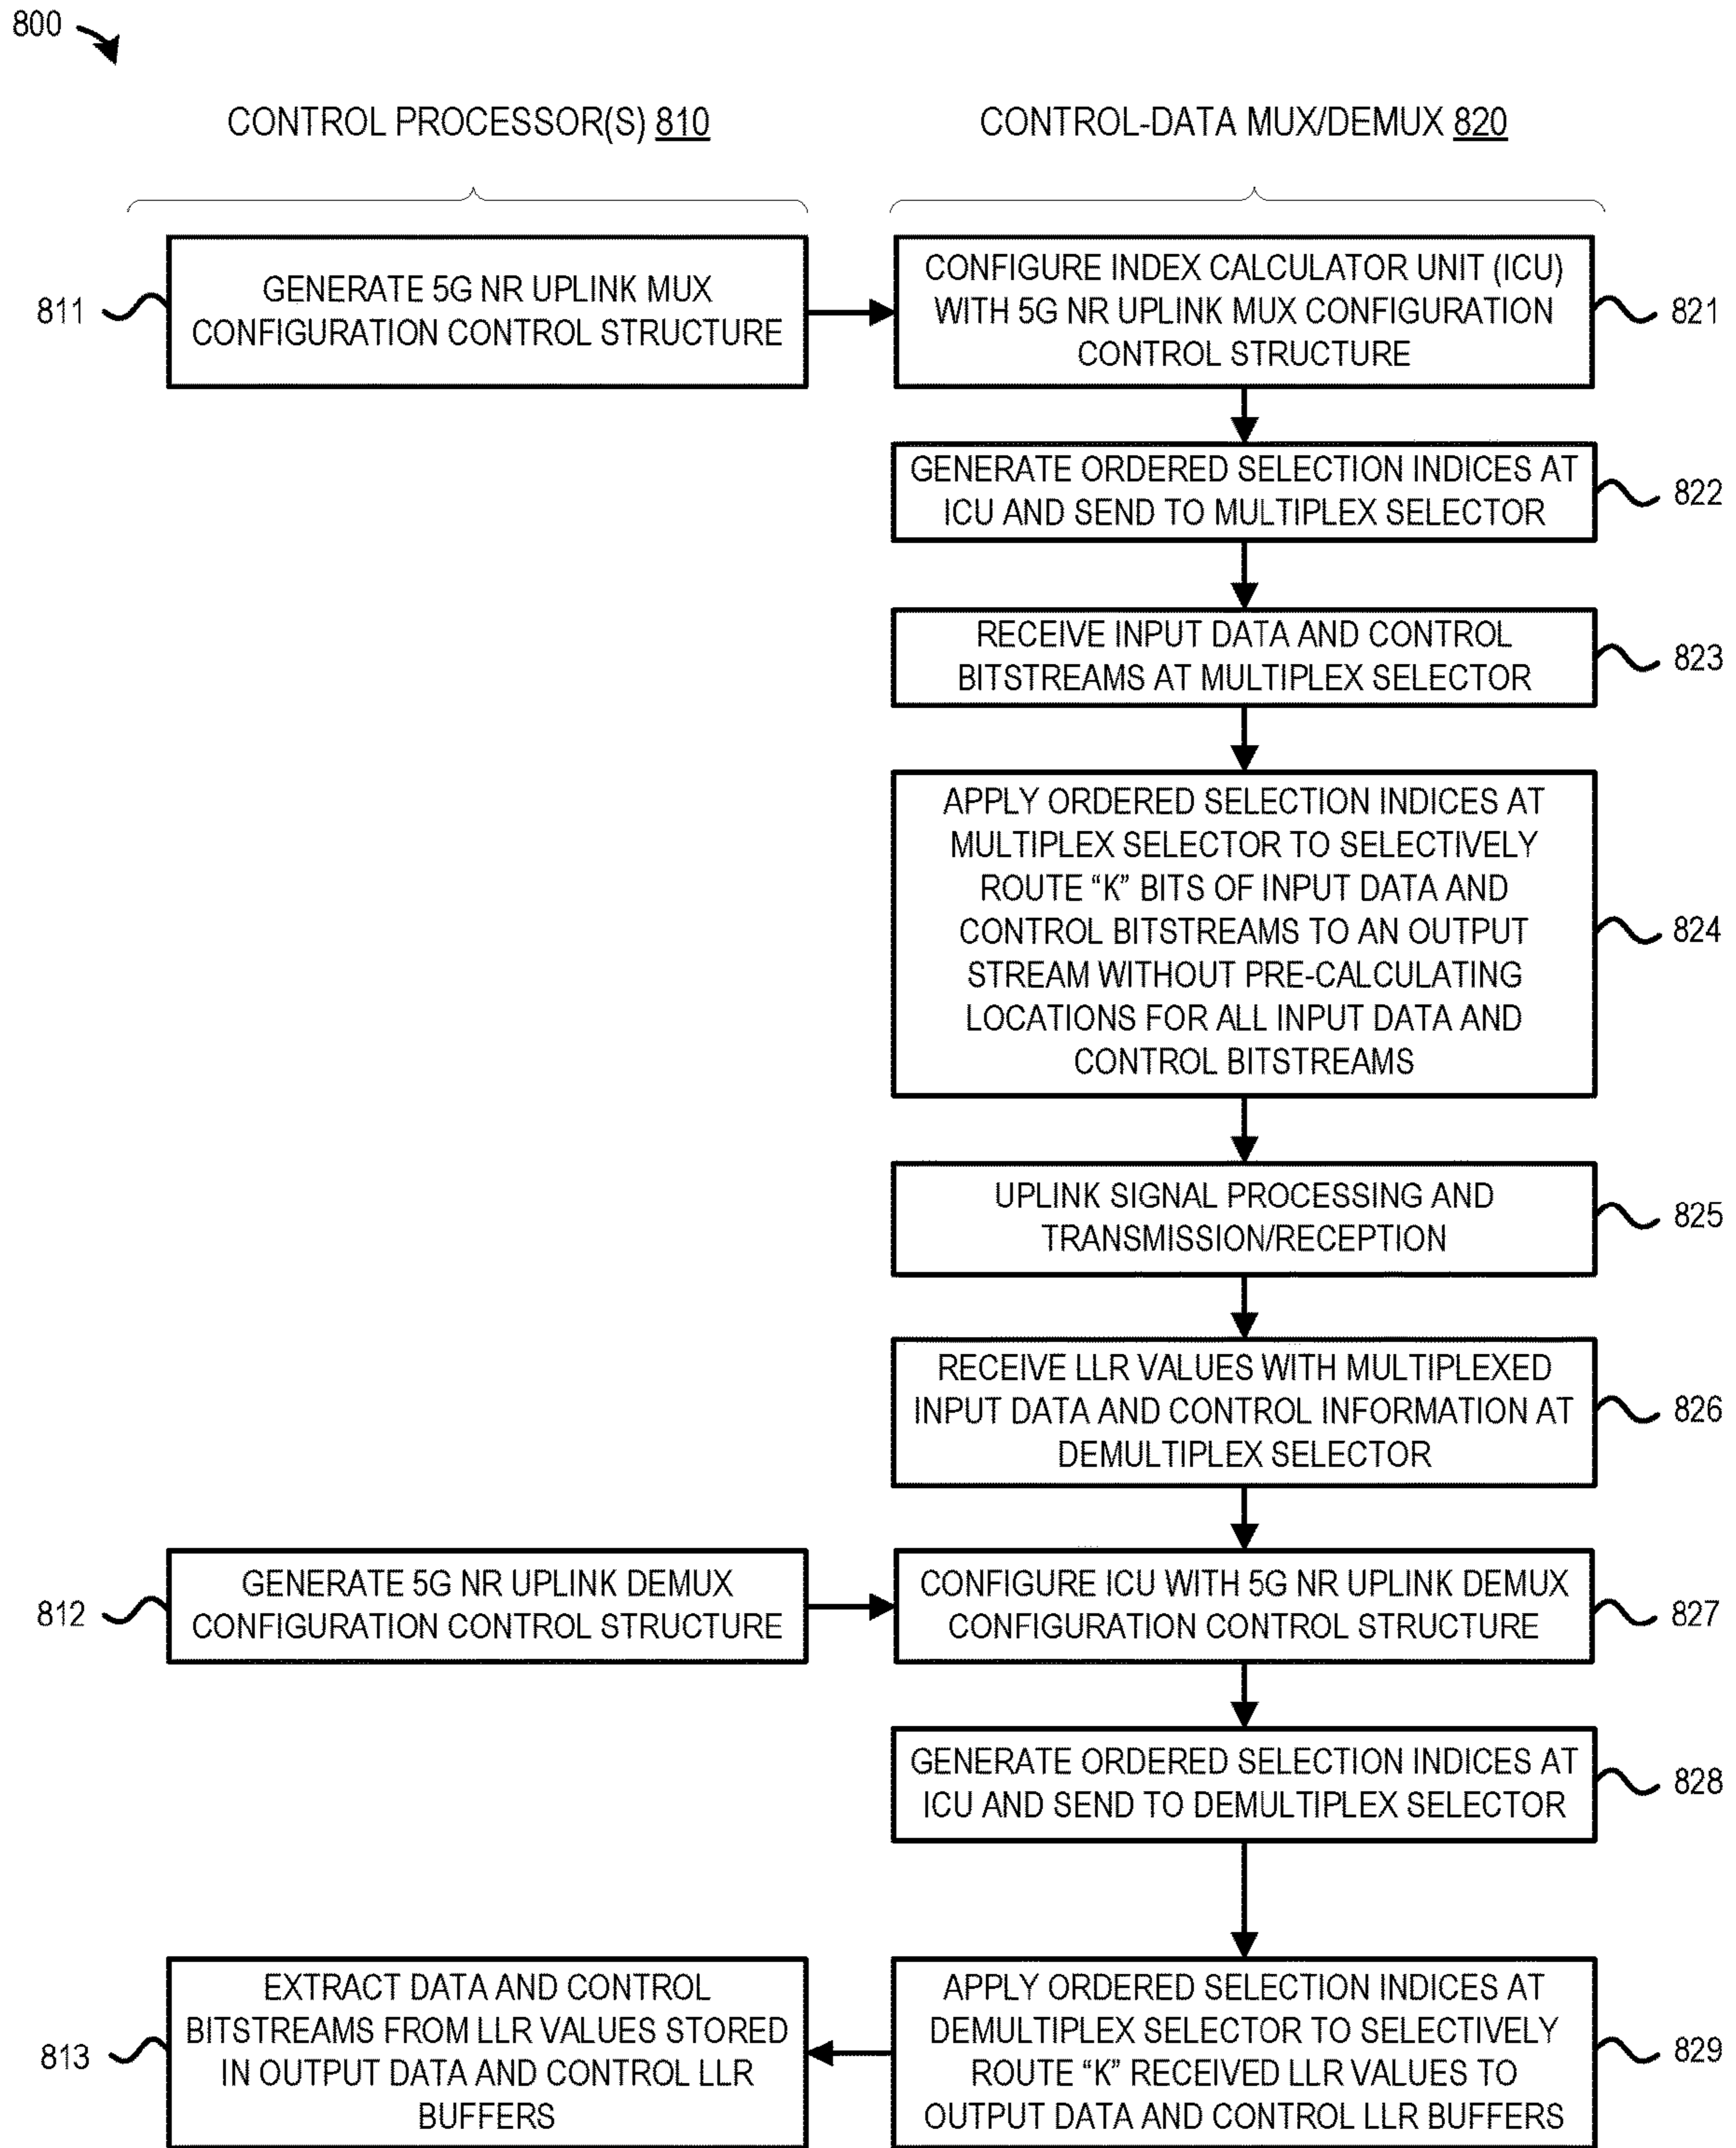 800
CONTROL PROCESSOR(S) 810
CONTROL-DATA MUX/DEMUX 820
811
GENERATE 5G NR UPLINK MUX
CONFIGURATION CONTROL STRUCTURE
CONFIGURE INDEX CALCULATOR UNIT (ICU)
WITH 5G NR UPLINK MUX CONFIGURATION
CONTROL STRUCTURE
821
GENERATE ORDERED SELECTION INDICES AT
ICU AND SEND TO MULTIPLEX SELECTOR
822
RECEIVE INPUT DATA AND CONTROL
BITSTREAMS AT MULTIPLEX SELECTOR
823
APPLY ORDERED SELECTION INDICES AT
MULTIPLEX SELECTOR TO SELECTIVELY
ROUTE “K” BITS OF INPUT DATA AND
CONTROL BITSTREAMS TO AN OUTPUT
STREAM WITHOUT PRE-CALCULATING
LOCATIONS FOR ALL INPUT DATA AND
CONTROL BITSTREAMS
824
UPLINK SIGNAL PROCESSING AND
TRANSMISSION/RECEPTION
825
RECEIVE LLR VALUES WITH MULTIPLEXED
INPUT DATA AND CONTROL INFORMATION AT
DEMULTIPLEX SELECTOR
826
812
GENERATE 5G NR UPLINK DEMUX
CONFIGURATION CONTROL STRUCTURE
CONFIGURE ICU WITH 5G NR UPLINK DEMUX
CONFIGURATION CONTROL STRUCTURE
827
GENERATE ORDERED SELECTION INDICES AT
ICU AND SEND TO DEMULTIPLEX SELECTOR
828
813
EXTRACT DATA AND CONTROL
BITSTREAMS FROM LLR VALUES STORED
IN OUTPUT DATA AND CONTROL LLR
BUFFERS
APPLY ORDERED SELECTION INDICES AT
DEMULTIPLEX SELECTOR TO SELECTIVELY
ROUTE “K” RECEIVED LLR VALUES TO
OUTPUT DATA AND CONTROL LLR BUFFERS
829